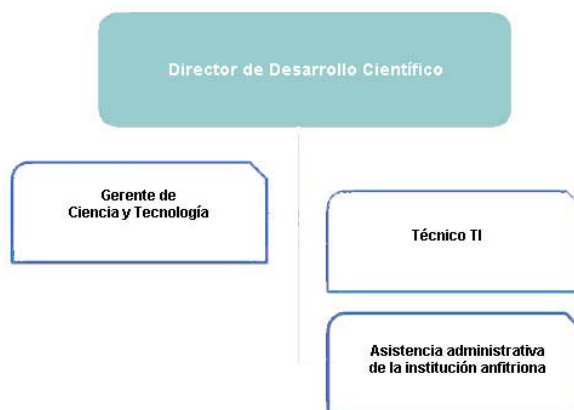 Director de Desarrollo Científico
Gerente de
Ciencia y Tecnología
Técnico TI
Asistencia administrativa
de la institución anfitriona